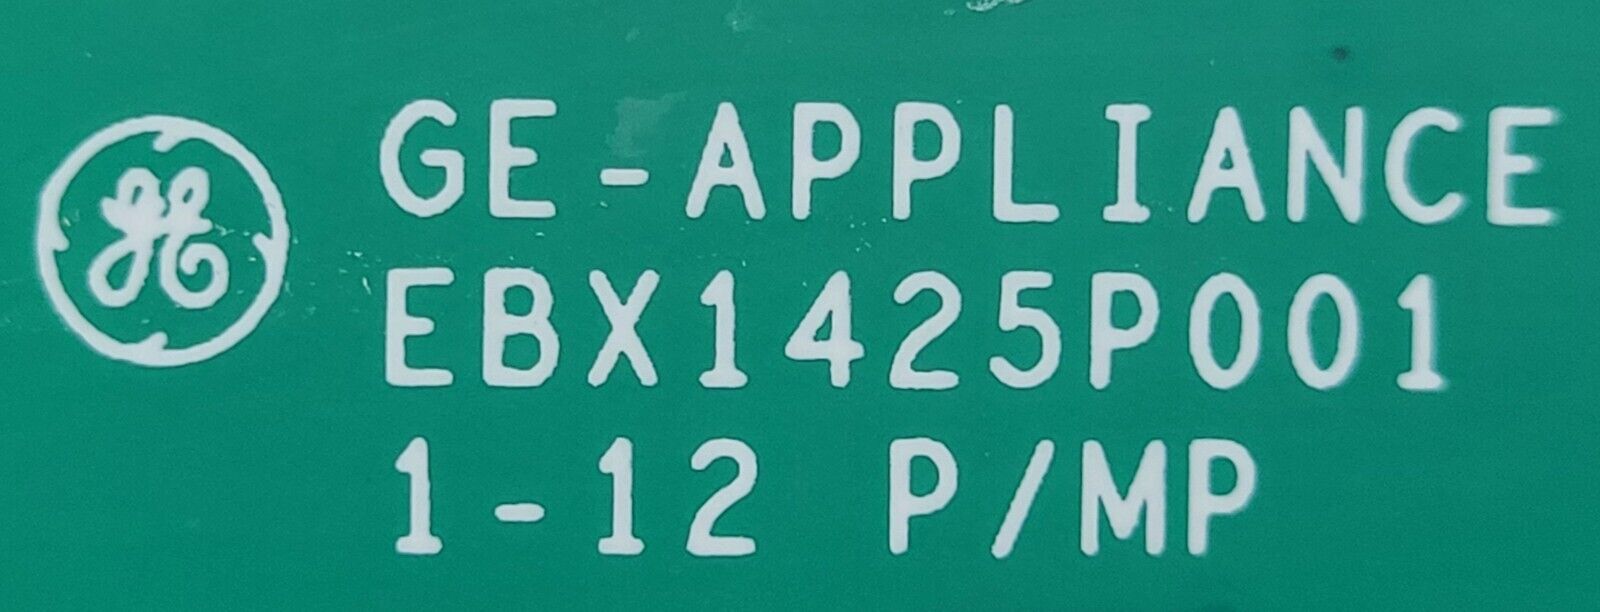 GE-APPLIANCE
EBX1425P001
1-12 P/MP